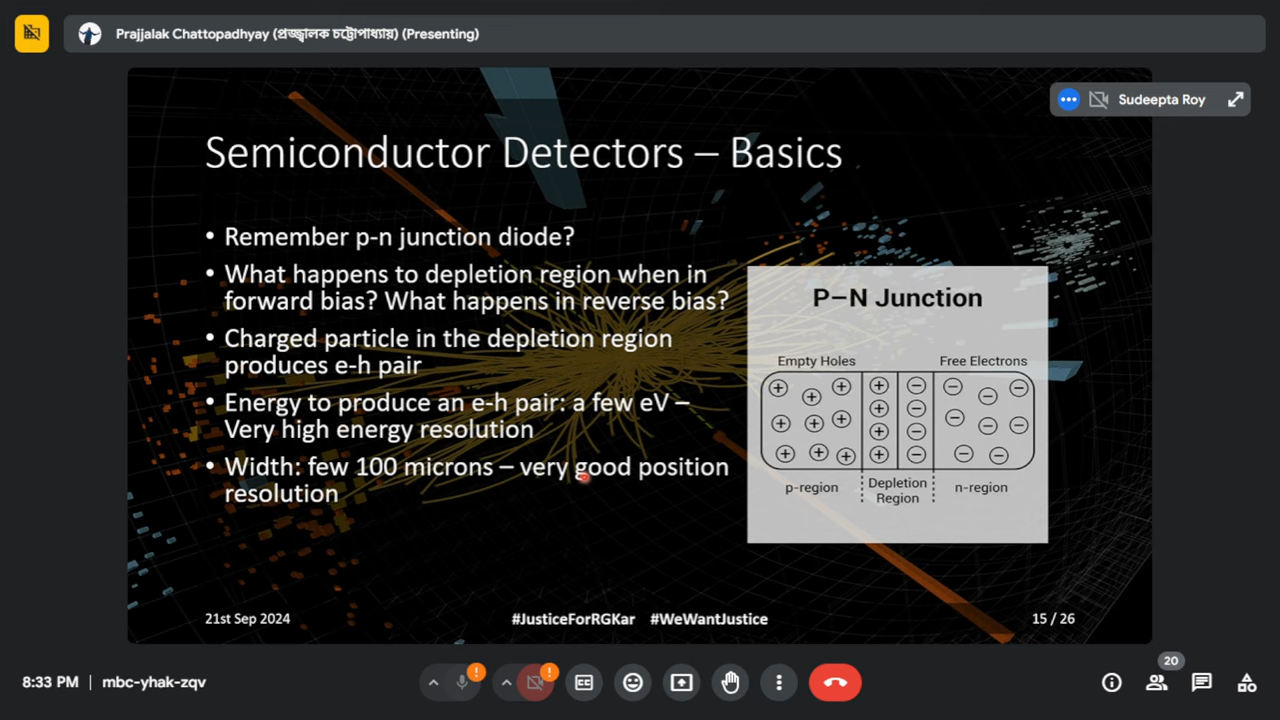 Prajjalak Chattopadhyay (প্রজ্জ্বালক চট্টোপাধ্যায়) (Presenting)
Sudeepta Roy
Semiconductor Detectors – Basics
• Remember p-n junction diode?
• What happens to depletion region when in
forward bias? What happens in reverse bias?
• Charged particle in the depletion region
produces e-h pair
• Energy to produce an e-h pair: a few eV –
Very high energy resolution
• Width: few 100 microns – very good position
resolution
P–N Junction
Empty Holes
Free Electrons
p-region
Depletion
Region
n-region
21st Sep 2024
#JusticeForRGKar #WeWantJustice
15 / 26
8:33 PM | mbc-yhak-zqv
20